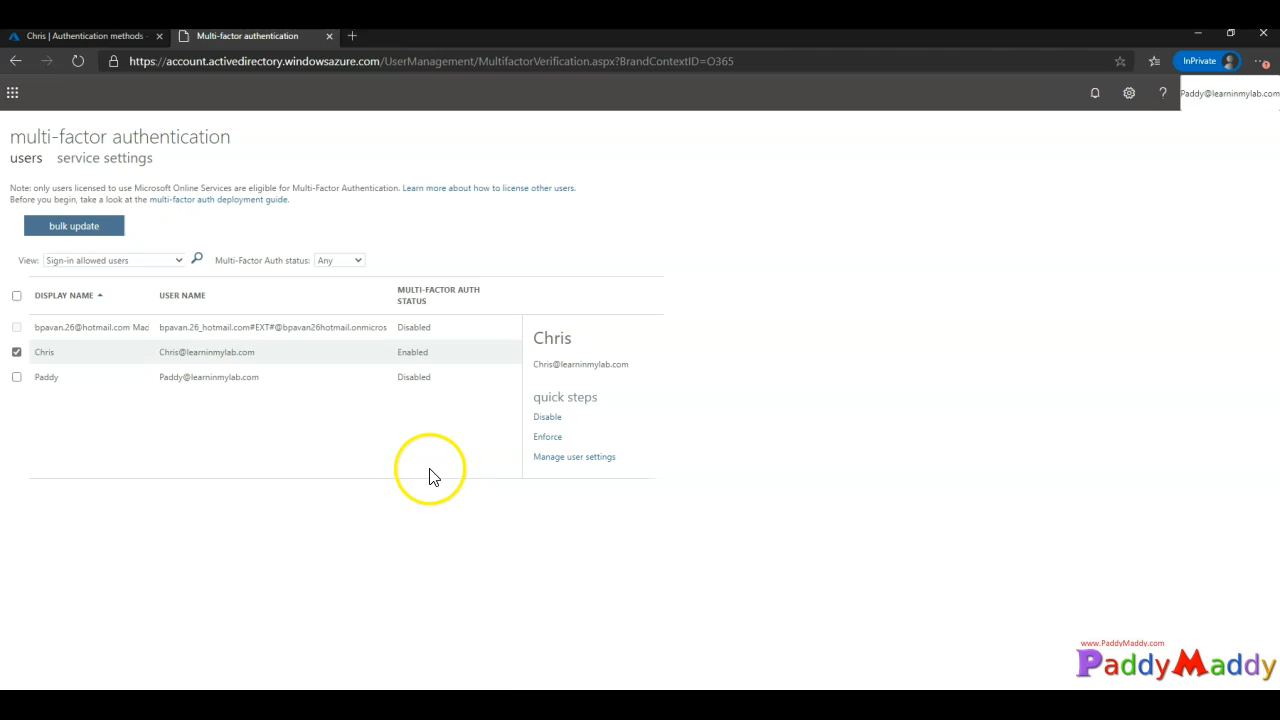 Chris | Authentication methods -
Multi-factor authentication
https://account.activedirectory.windowsazure.com/UserManagement/MultifactorVerification.aspx?BrandContextID=O365
InPrivate
Paddy@learninmylab.com
multi-factor authentication
users service settings
Note: only users licensed to use Microsoft Online Services are eligible for Multi-Factor Authentication. Learn more about how to license other users.
Before you begin, take a look at the multi-factor auth deployment guide.
bulk update
View: Sign-in allowed users Multi-Factor Auth status: Any
DISPLAY NAME USER NAME MULTI-FACTOR AUTH
STATUS
bpavan.26@hotmail.com Mad bpavan.26_hotmail.com#EXT#@bpavan26hotmail.onmicros Disabled
Chris Chris@learninmylab.com Enabled
Paddy Paddy@learninmylab.com Disabled
Chris
Chris@learninmylab.com
quick steps
Disable
Enforce
Manage user settings
www.PaddyMaddy.com
PaddyMaddy